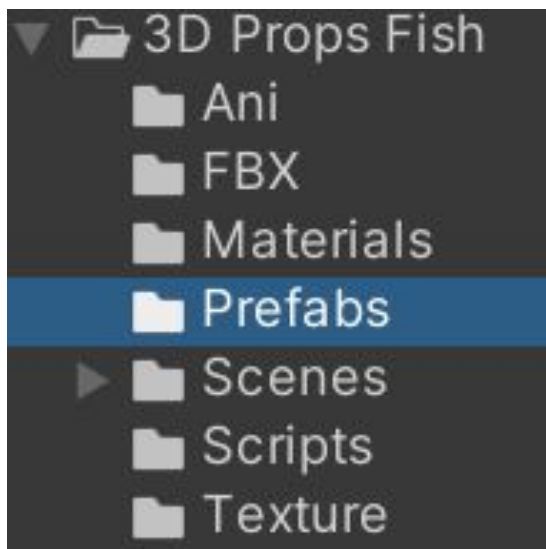 3D Props Fish
Ani
FBX
Materials
Prefabs
Scenes
Scripts
Texture